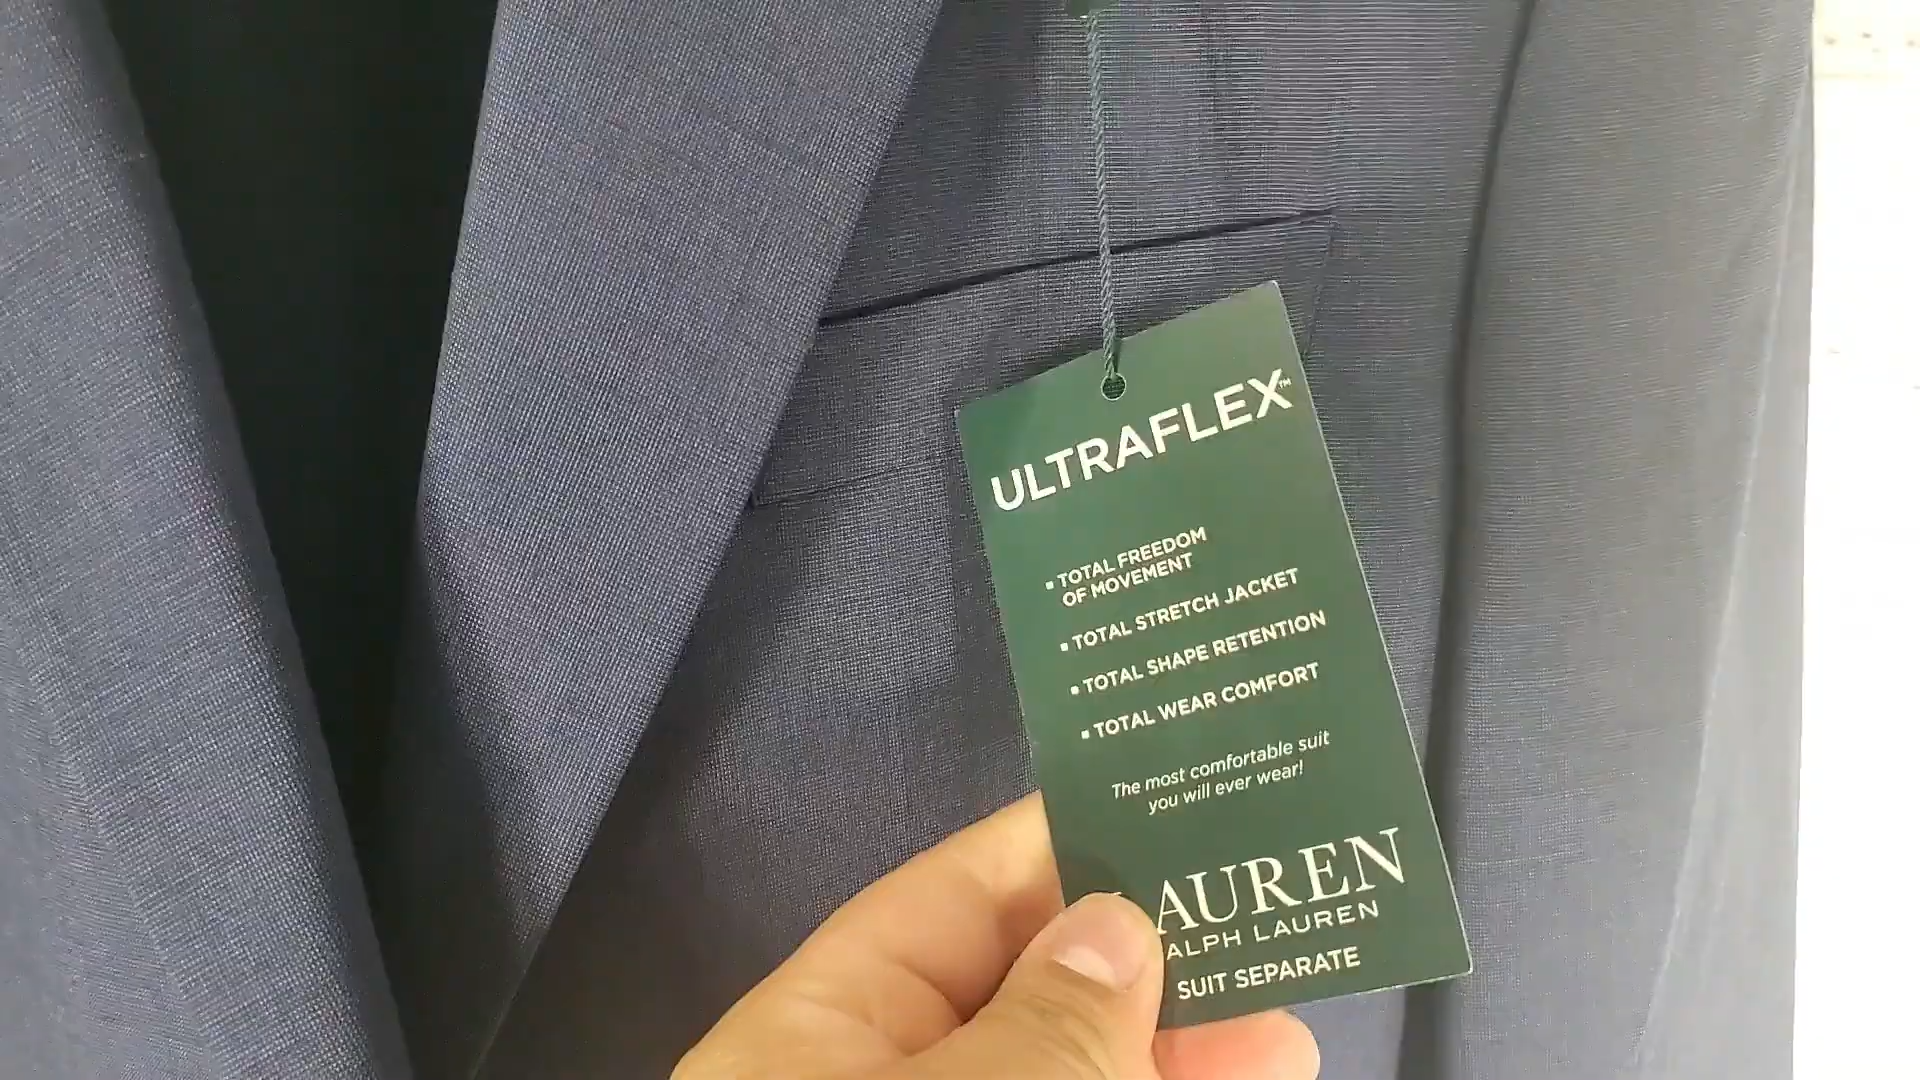 ULTRAFLEX™
▪ TOTAL FREEDOM
OF MOVEMENT
▪ TOTAL STRETCH JACKET
▪ TOTAL SHAPE RETENTION
▪ TOTAL WEAR COMFORT
The most comfortable suit
you will ever wear!
AUREN
ALPH LAUREN
SUIT SEPARATE